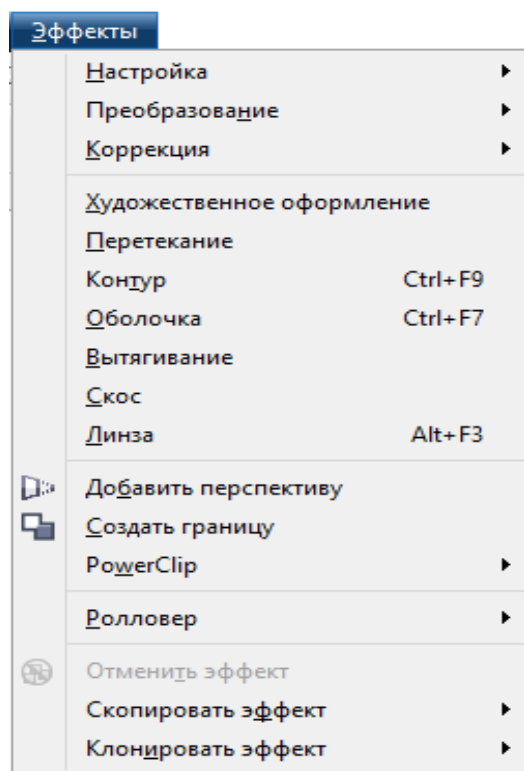 Эффекты
Настройка
Преобразование
Коррекция
Художественное оформление
Перетекание
Контур Ctrl+F9
Оболочка Ctrl+F7
Вытягивание
Скос
Линза Alt+F3
Добавить перспективу
Создать границу
PowerClip
Ролловер
Отменить эффект
Скопировать эффект
Клонировать эффект